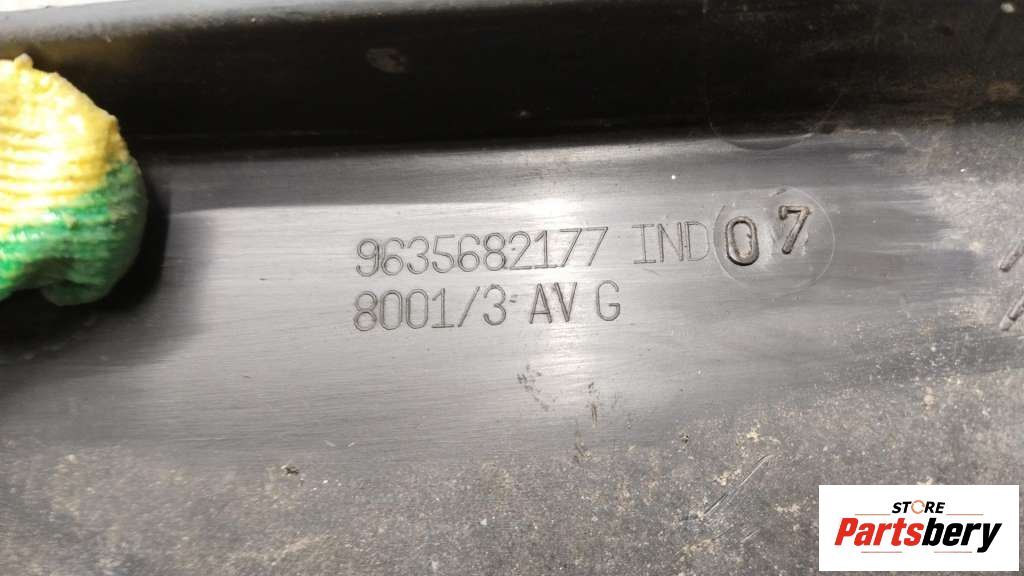 9635682177 IND 07
8001/3 AV G
STORE
Partsbery